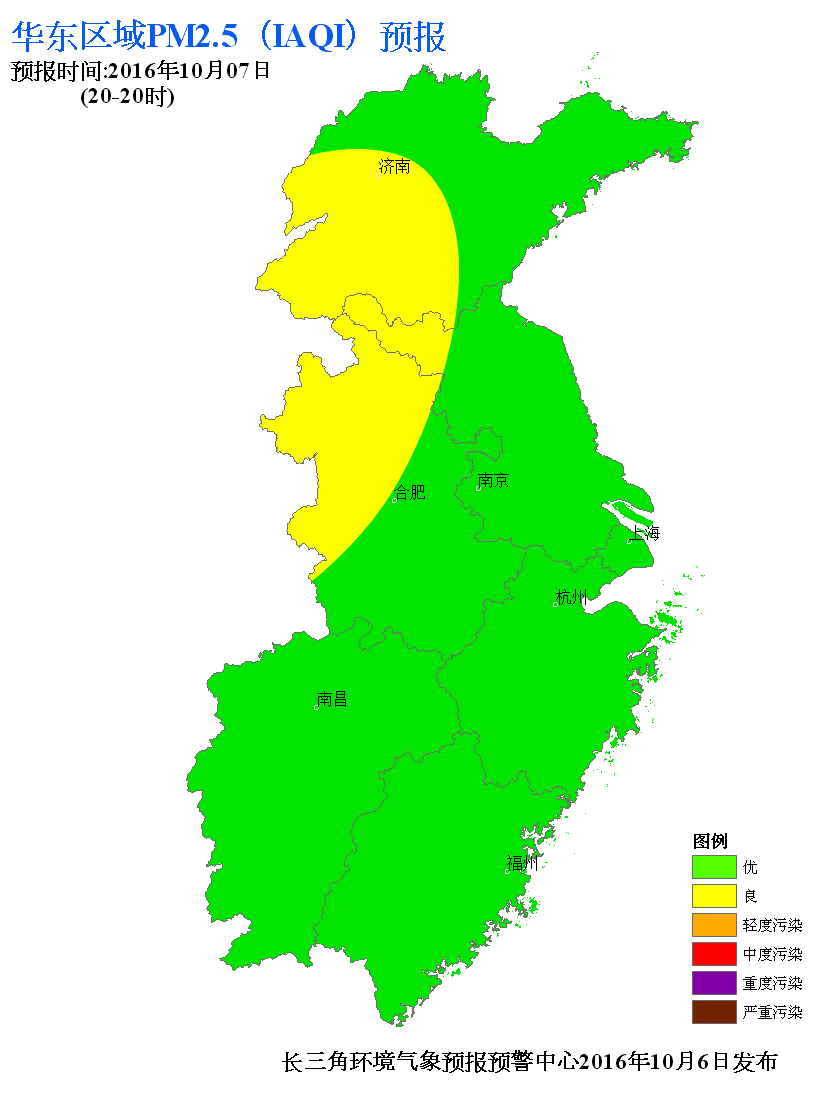 华东区域PM2.5（IAQI）预报
预报时间:2016年10月07日
(20-20时)
济南
合肥
南京
上海
杭州
南昌
福州
图例
优
良
轻度污染
中度污染
重度污染
严重污染
长三角环境气象预报预警中心2016年10月6日发布